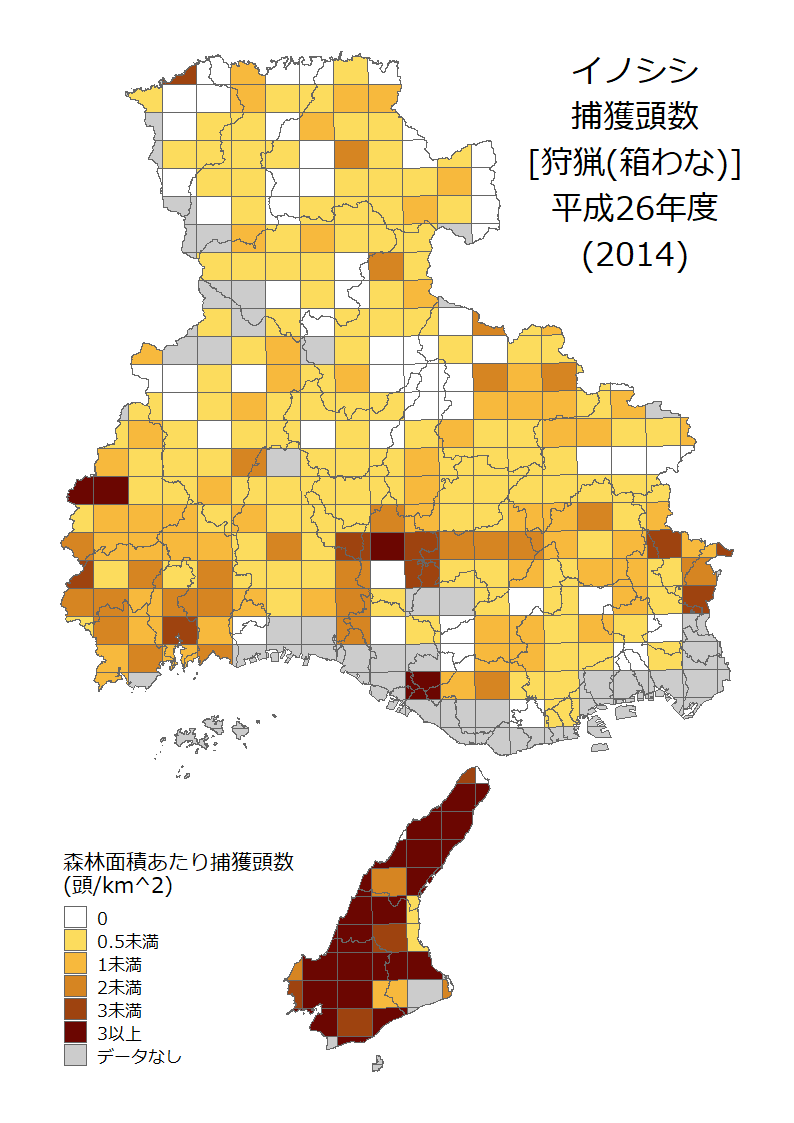 イノシシ
捕獲頭数
[狩猟(箱わな)]
平成26年度
(2014)
森林面積あたり捕獲頭数
(頭/km^2)
0
0.5未満
1未満
2未満
3未満
3以上
データなし